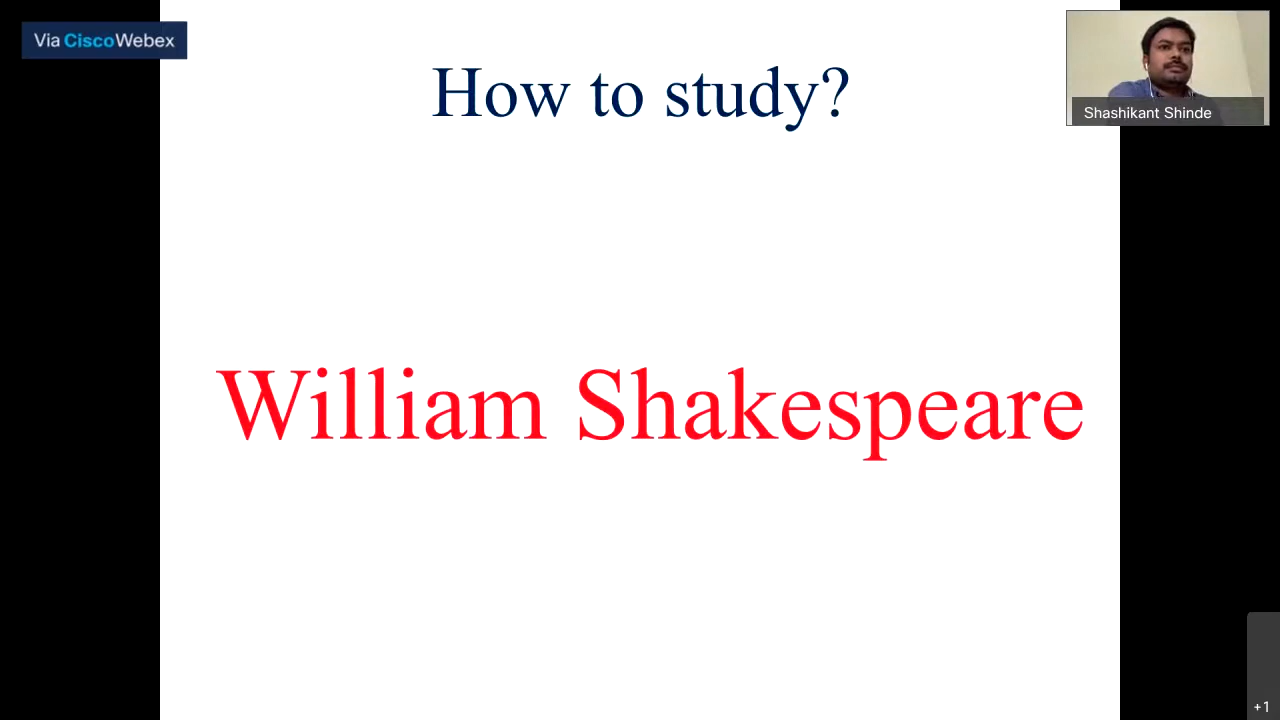 Via CiscoWebex
How to study?
Shashikant Shinde
William Shakespeare
+1